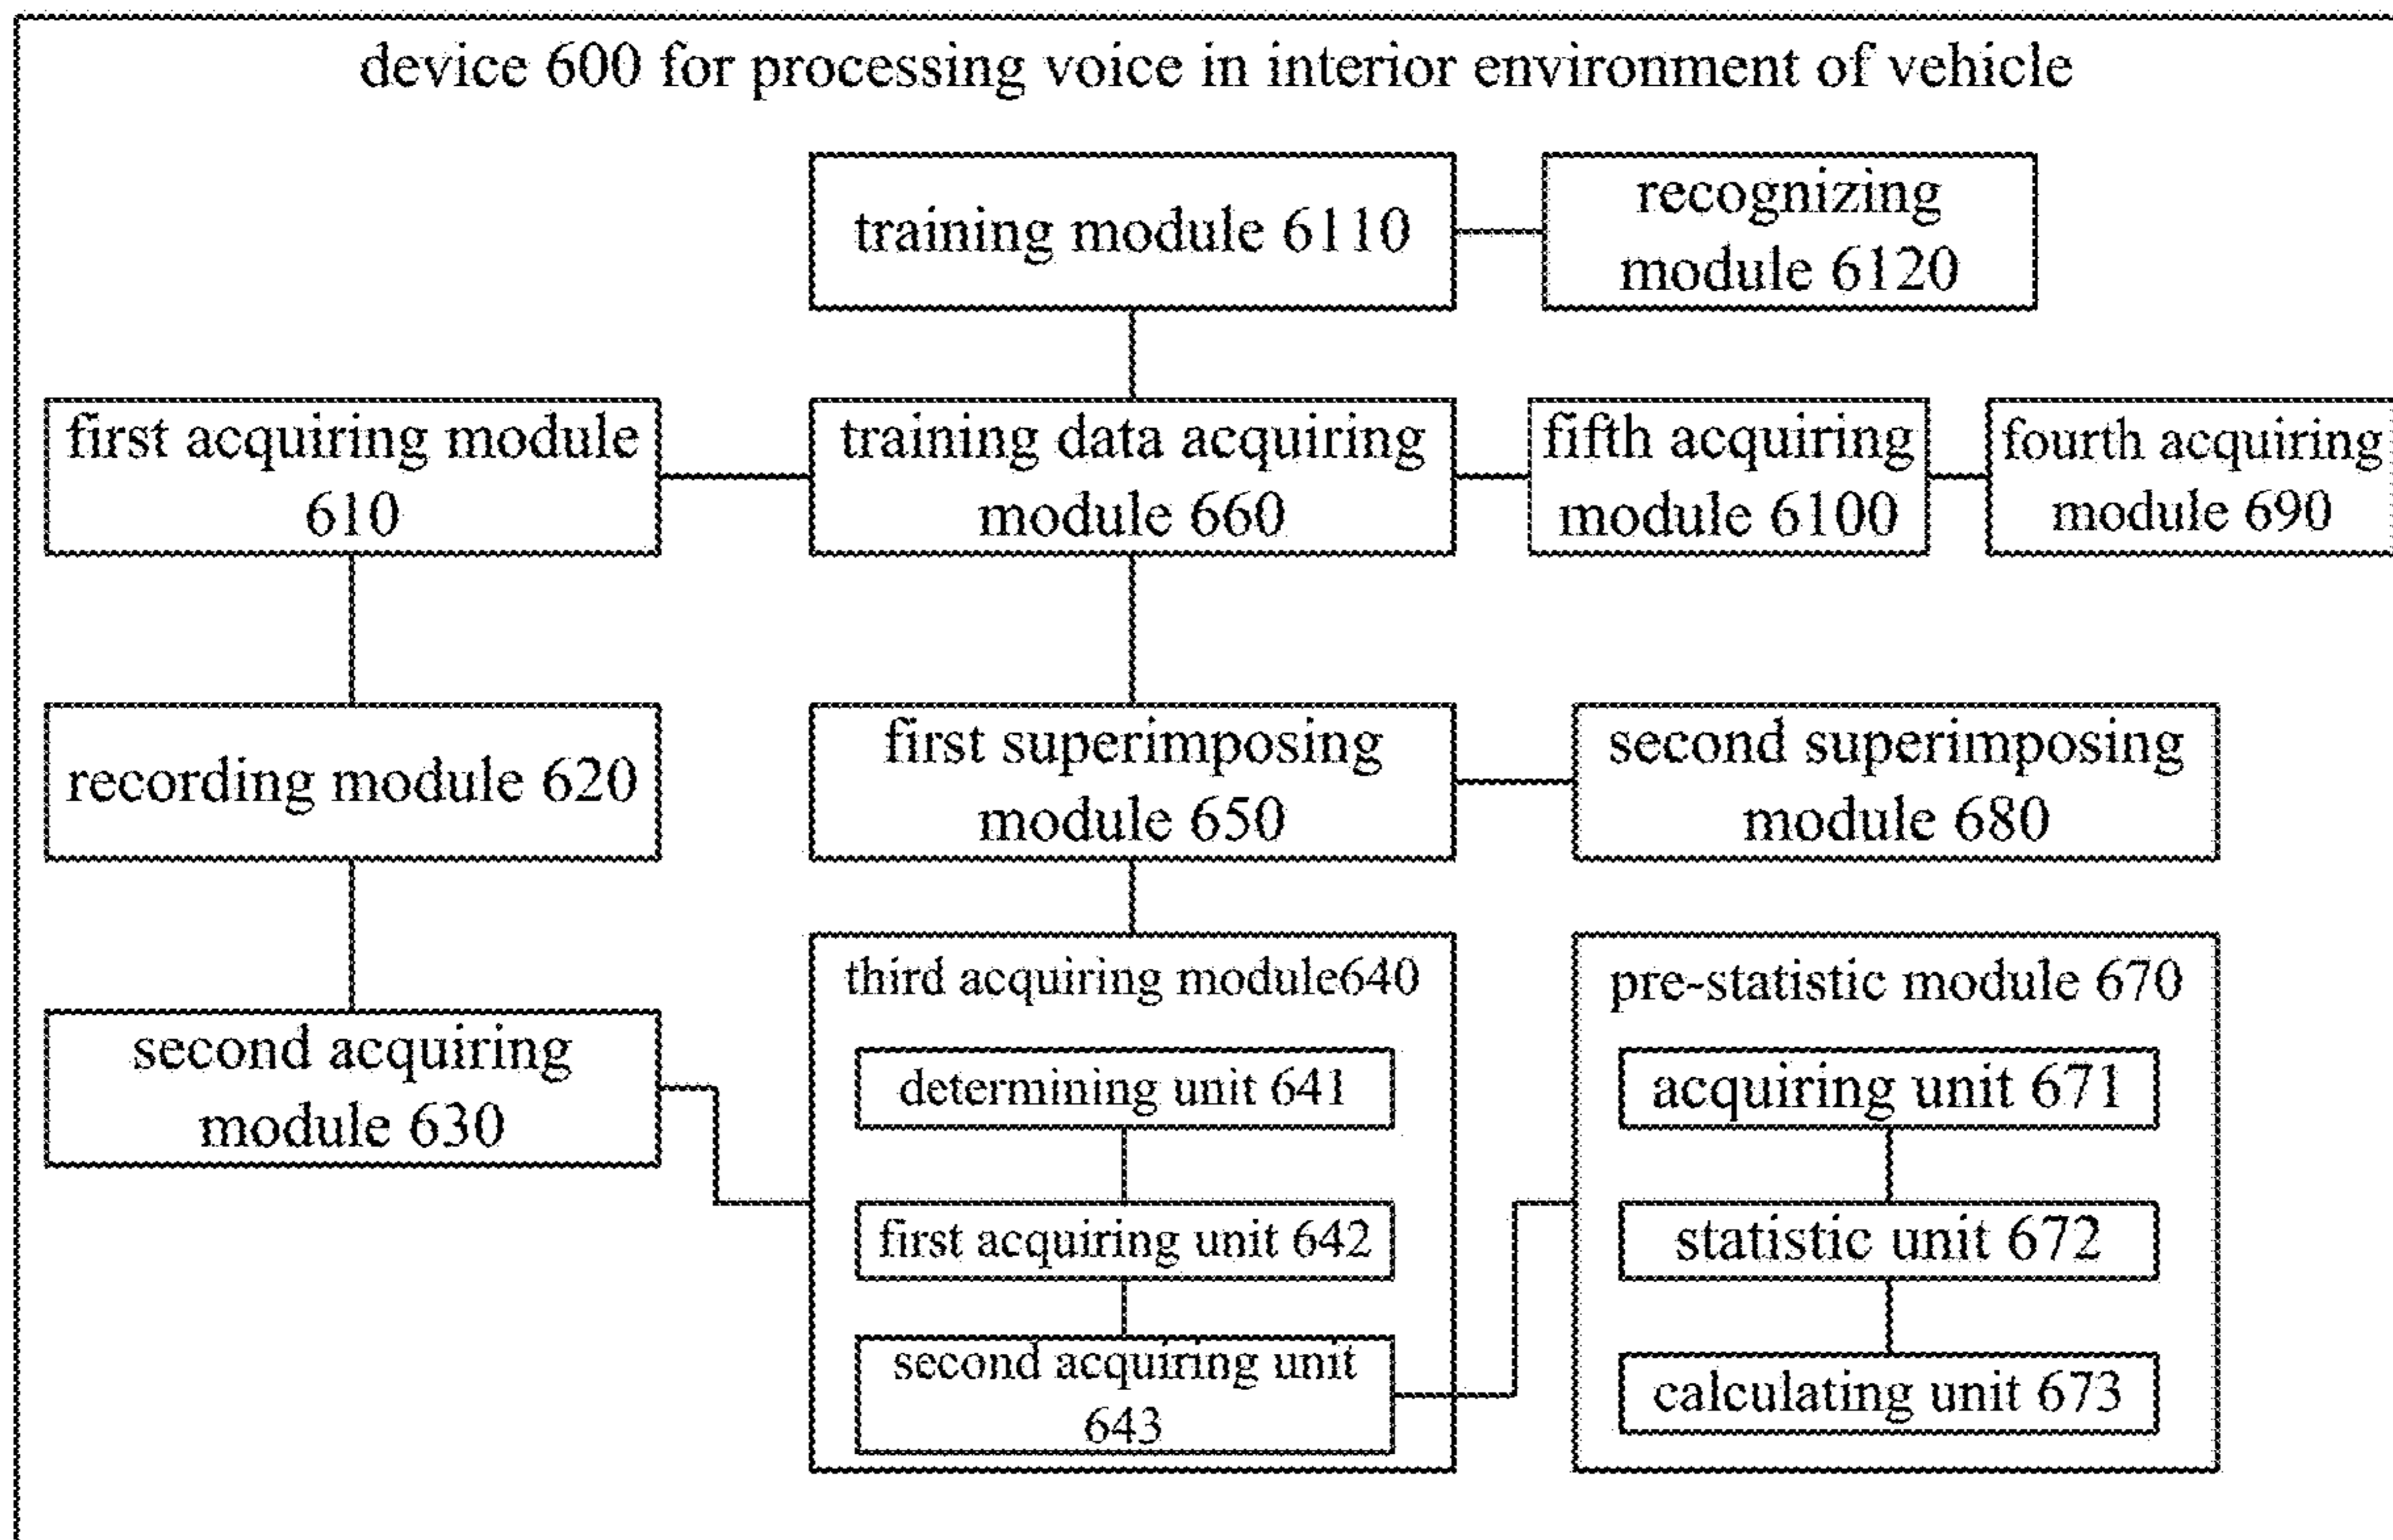 device 600 for processing voice in interior environment of vehicle
training module 6110
recognizing
module 6120
first acquiring module
610
training data acquiring
module 660
fifth acquiring
module 6100
fourth acquiring
module 690
recording module 620
first superimposing
module 650
second superimposing
module 680
second acquiring
module 630
third acquiring module640
determining unit 641
first acquiring unit 642
second acquiring unit
643
pre-statistic module 670
acquiring unit 671
statistic unit 672
calculating unit 673